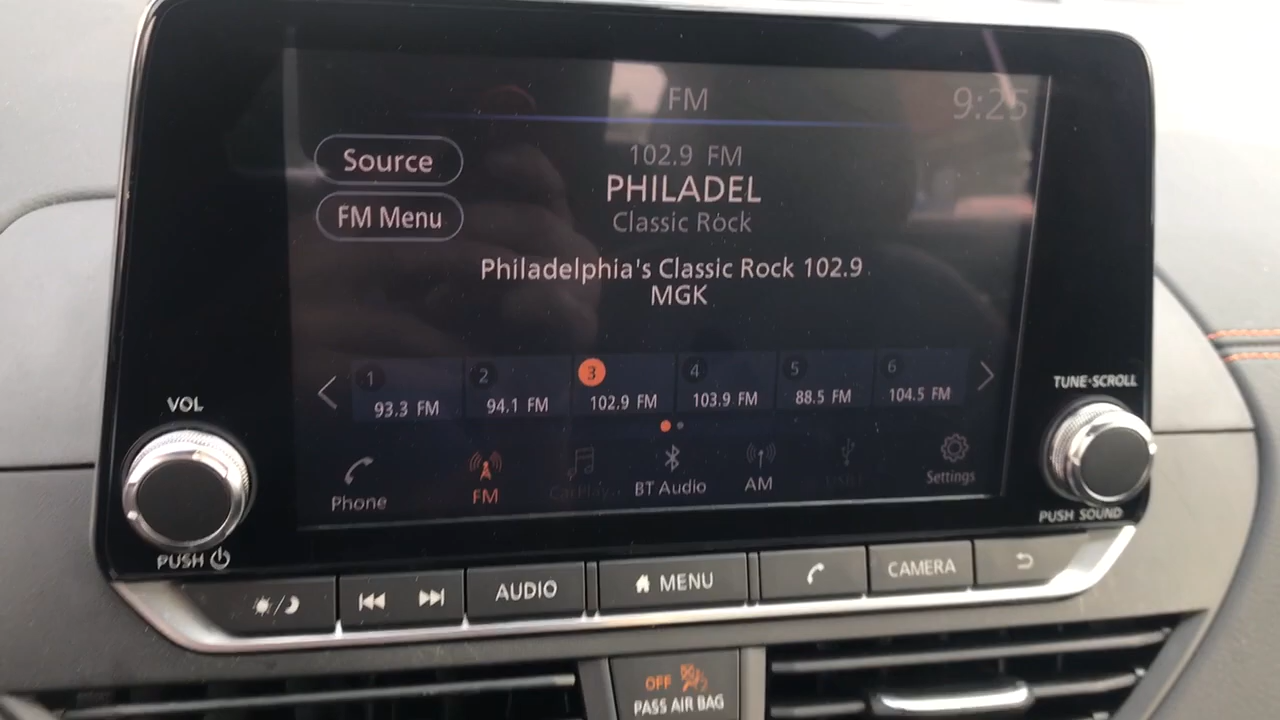 FM
9:25
Source
FM Menu
102.9 FM
PHILADEL
Classic Rock
Philadelphia's Classic Rock 102.9
MGK
1
93.3 FM
2
94.1 FM
3
102.9 FM
4
103.9 FM
5
88.5 FM
6
104.5 FM
Phone
FM
BT Audio
AM
Settings
VOL
PUSH
TUNE·SCROLL
PUSH SOUND
AUDIO
MENU
CAMERA
OFF
PASS AIR BAG